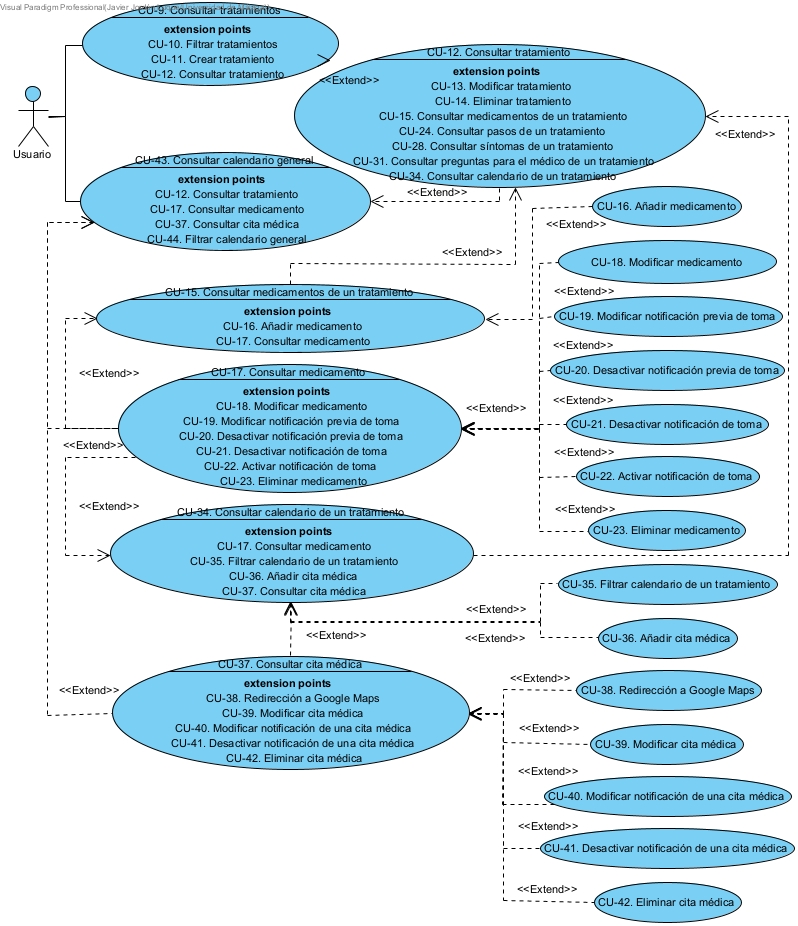 Visual Paradigm Professional(Javier Jo
CU-9. Consultar tratamientos
extension points
CU-10. Filtrar tratamientos
CU-11. Crear tratamiento
CU-12. Consultar tratamiento
<<Extend>>
CU-12. Consultar tratamiento
extension points
CU-13. Modificar tratamiento
CU-14. Eliminar tratamiento
CU-15. Consultar medicamentos de un tratamiento
CU-24. Consultar pasos de un tratamiento
CU-28. Consultar síntomas de un tratamiento
CU-31. Consultar preguntas para el médico de un tratamiento
CU-34. Consultar calendario de un tratamiento
<<Extend>>
Usuario
CU-43. Consultar calendario general
extension points
CU-12. Consultar tratamiento
CU-17. Consultar medicamento
CU-37. Consultar cita médica
CU-44. Filtrar calendario general
<<Extend>>
CU-16. Añadir medicamento
<<Extend>>
<<Extend>>
CU-18. Modificar medicamento
<<Extend>>
CU-15. Consultar medicamentos de un tratamiento
extension points
CU-16. Añadir medicamento
CU-17. Consultar medicamento
CU-19. Modificar notificación previa de toma
<<Extend>>
CU-20. Desactivar notificación previa de toma
<<Extend>>
<<Extend>>
CU-17. Consultar medicamento
extension points
CU-18. Modificar medicamento
CU-19. Modificar notificación previa de toma
CU-20. Desactivar notificación previa de toma
CU-21. Desactivar notificación de toma
CU-22. Activar notificación de toma
CU-23. Eliminar medicamento
<<Extend>>
CU-21. Desactivar notificación de toma
<<Extend>>
<<Extend>>
CU-22. Activar notificación de toma
<<Extend>>
<<Extend>>
CU-23. Eliminar medicamento
CU-34. Consultar calendario de un tratamiento
extension points
CU-17. Consultar medicamento
CU-35. Filtrar calendario de un tratamiento
CU-36. Añadir cita médica
CU-37. Consultar cita médica
CU-35. Filtrar calendario de un tratamiento
<<Extend>>
<<Extend>>
<<Extend>>
CU-36. Añadir cita médica
CU-37. Consultar cita médica
extension points
CU-38. Redirección a Google Maps
CU-39. Modificar cita médica
CU-40. Modificar notificación de una cita médica
CU-41. Desactivar notificación de una cita médica
CU-42. Eliminar cita médica
<<Extend>>
<<Extend>>
CU-38. Redirección a Google Maps
<<Extend>>
CU-39. Modificar cita médica
<<Extend>>
CU-40. Modificar notificación de una cita médica
<<Extend>>
CU-41. Desactivar notificación de una cita médica
<<Extend>>
CU-42. Eliminar cita médica